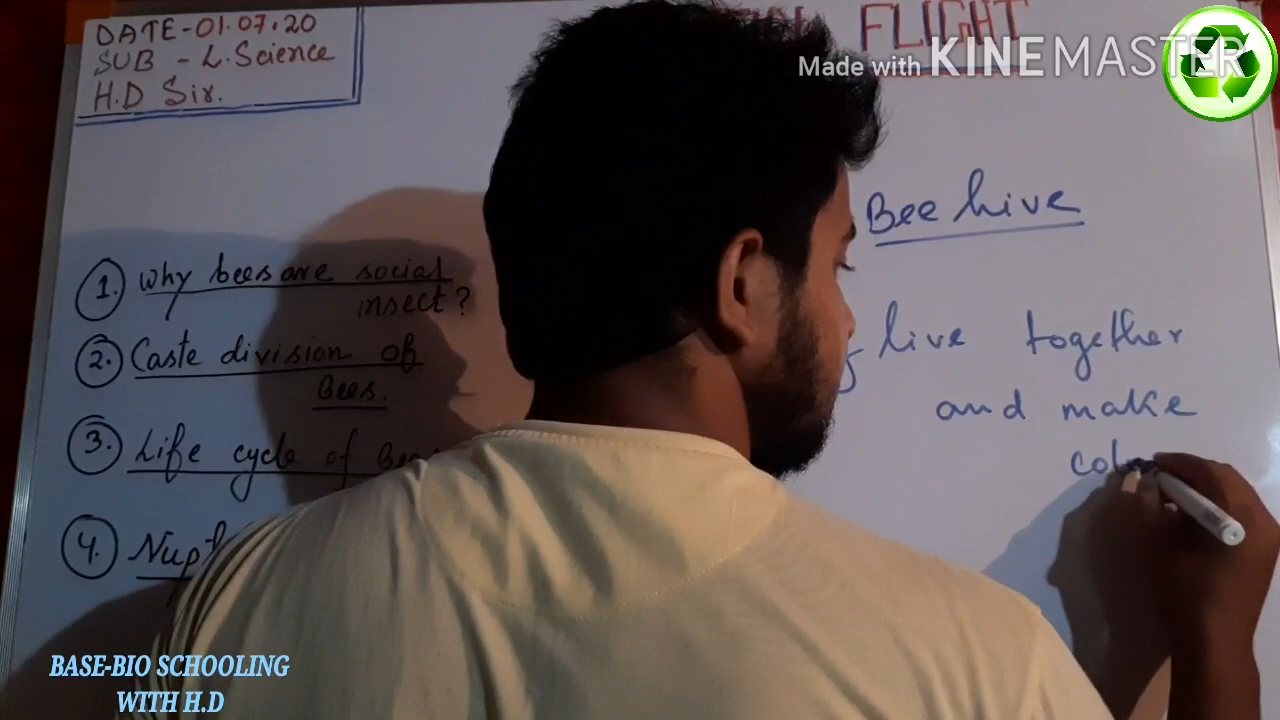 DATE-01.07.20
SUB - L.Science
H.D Sir.
FLIGHT
Made with KINEMASTER
Bee hive
1. Why bees are social
insect?
2. Caste division of
Bees.
3. Life cycle of
4.
live together
and make
BASE-BIO SCHOOLING
WITH H.D